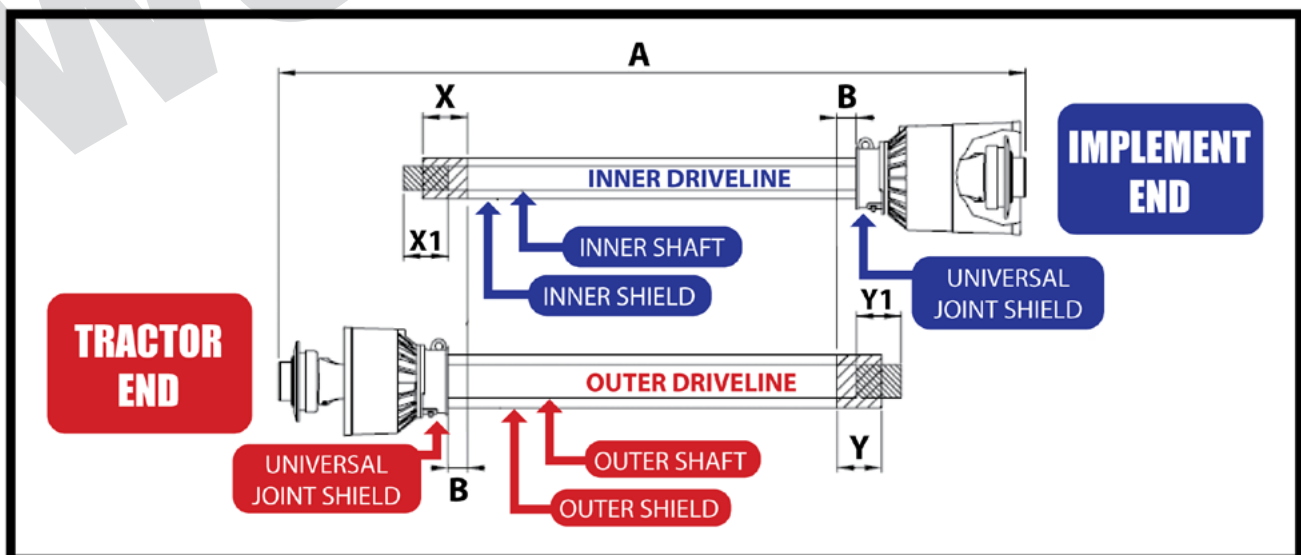 A
X
B
INNER DRIVELINE
IMPLEMENT
END
X1
INNER SHAFT
INNER SHIELD
UNIVERSAL
JOINT SHIELD
Y1
TRACTOR
END
OUTER DRIVELINE
UNIVERSAL
JOINT SHIELD
B
OUTER SHAFT
OUTER SHIELD
Y